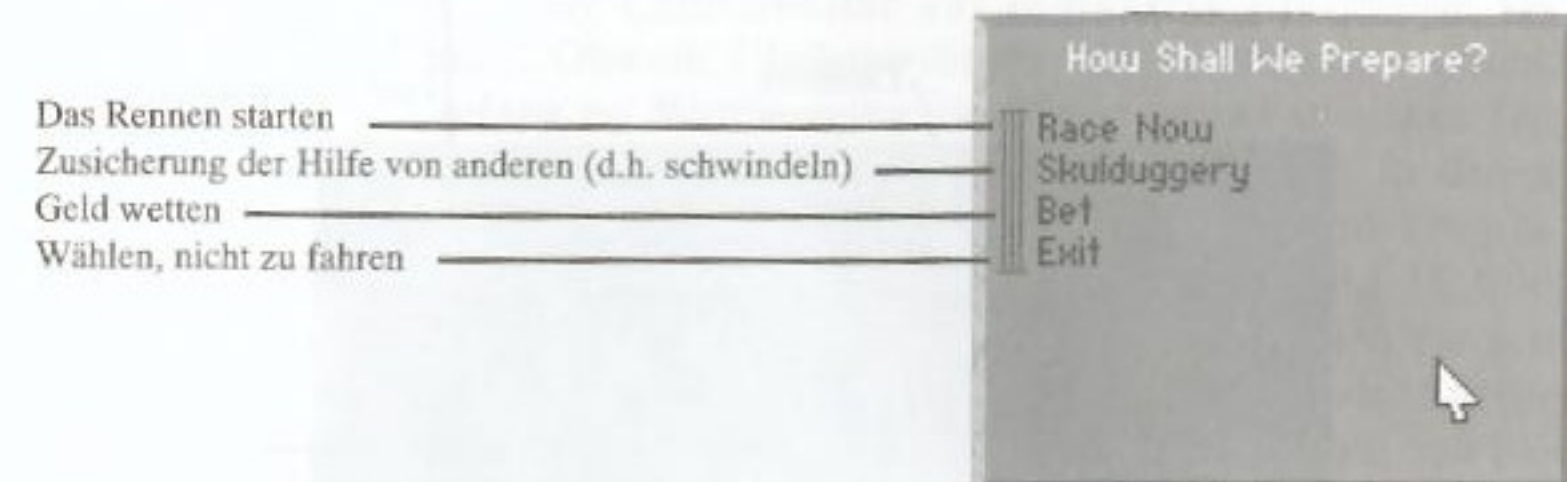 How Shall We Prepare?
Das Rennen starten
Race Now
Zusicherung der Hilfe von anderen (d.h. schwindeln)
Skulduggery
Geld wetten
Bet
Wählen, nicht zu fahren
Exit